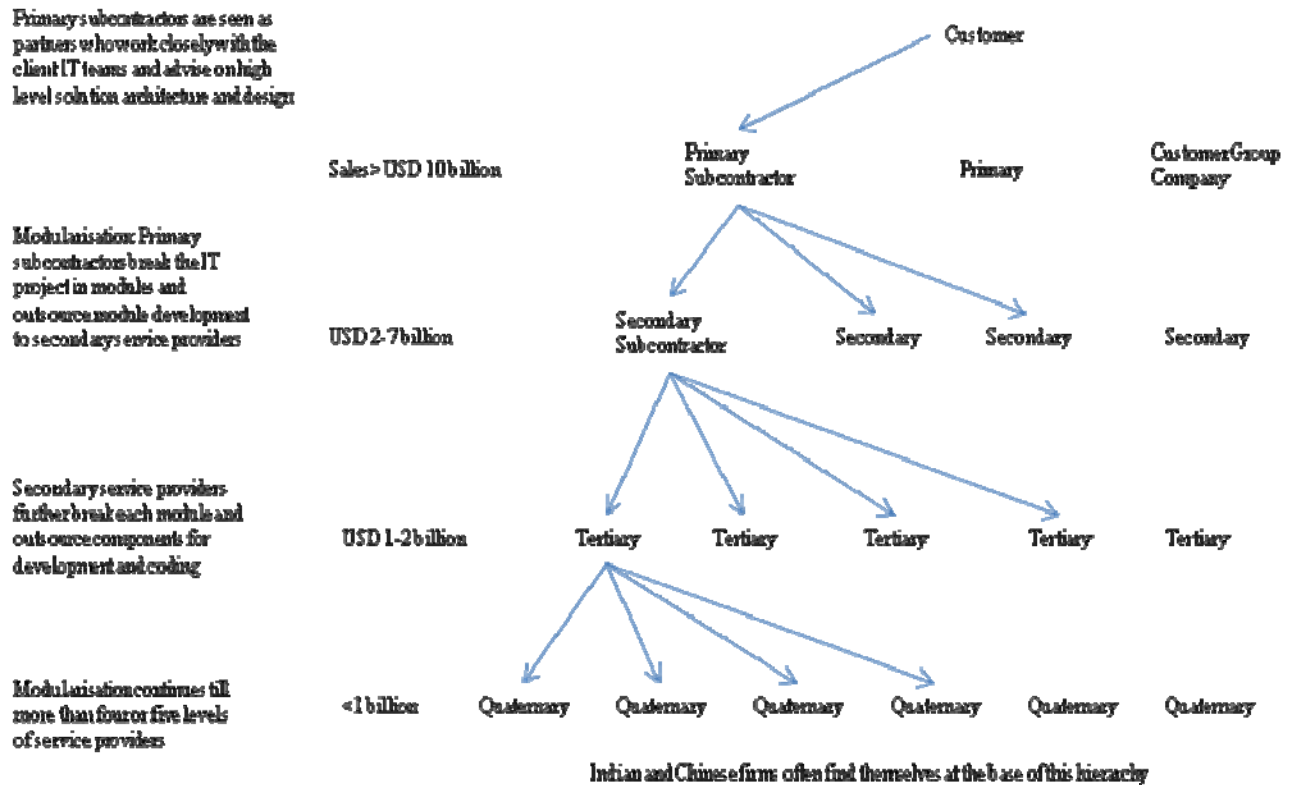 Primary subcontractors are seen as
partners who work closely with the
client IT teams and advise on high
level solution architecture and design
Customer
Sales> USD 10 billion
Primary
Subcontractor
Primary
Customer Group
Company
Modularisation: Primary
subcontractors break the IT
project in modules and
outsource module development
to secondary service providers
USD 2-7 billion
Secondary
Subcontractor
Secondary
Secondary
Secondary
Secondary service providers
further break each module and
outsource components for
development and coding
USD 1-2 billion
Tertiary
Tertiary
Tertiary
Tertiary
Tertiary
Modularisation continues till
more than four or five levels
of service providers
<1 billion
Quaternary
Quaternary
Quaternary
Quaternary
Quaternary
Quaternary
Indian and Chinese firms often find themselves at the base of this hierarchy